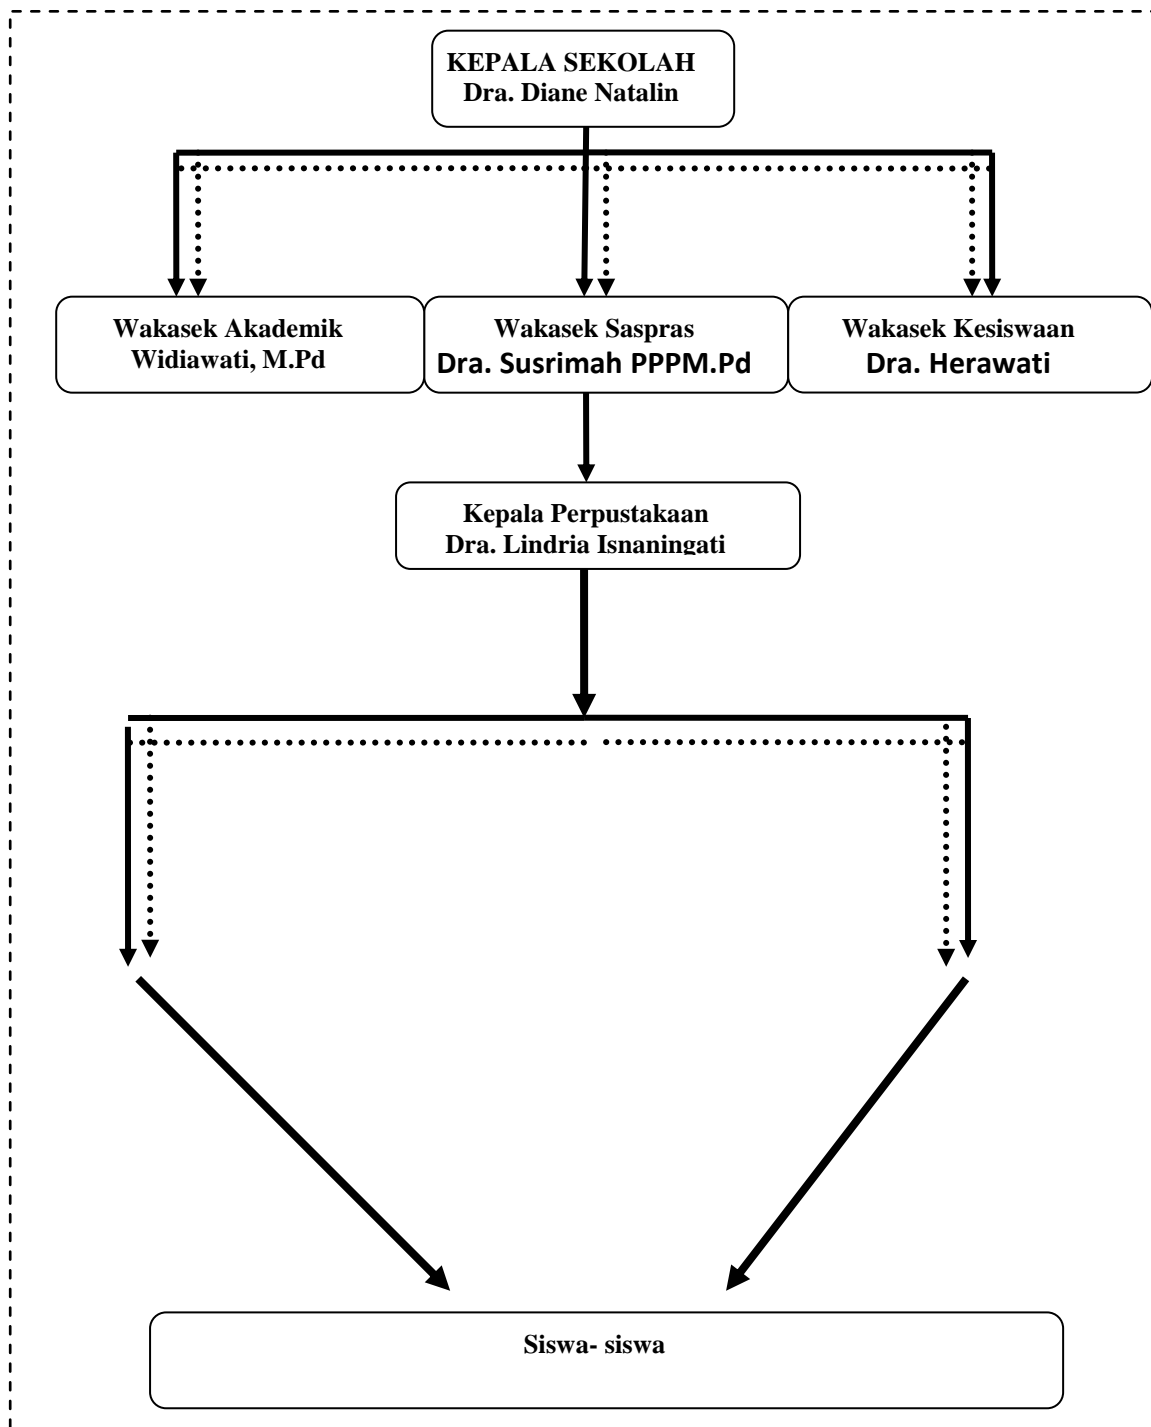 KEPALA SEKOLAH
Dra. Diane Natalin
Wakasek Akademik
Widiawati, M.Pd
Wakasek Saspras
Dra. Susrimah PPPM.Pd
Wakasek Kesiswaan
Dra. Herawati
Kepala Perpustakaan
Dra. Lindria Isnaningati
Siswa- siswa